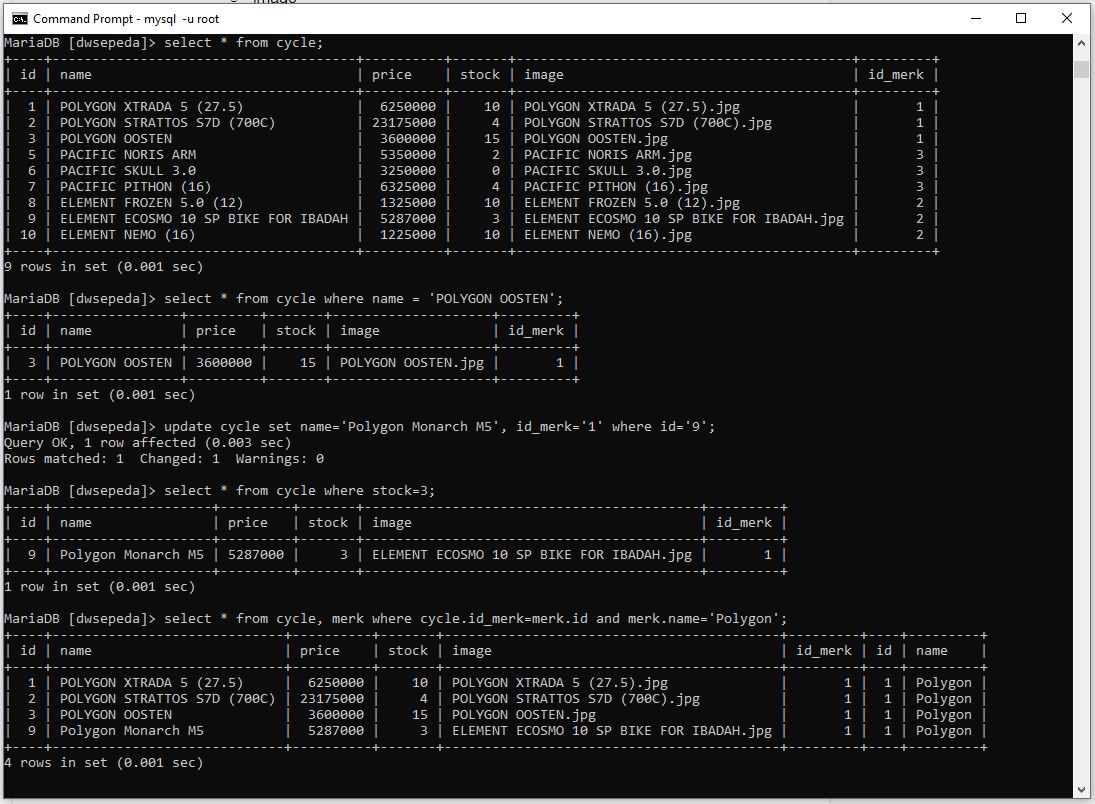 Command Prompt - mysql -u root
MariaDB [dwsepeda]> select * from cycle;
+----+------------------------------------+----------+-------+----------------------------------------+---------+
| id | name                               | price    | stock | image                                  | id_merk |
+----+------------------------------------+----------+-------+----------------------------------------+---------+
|  1 | POLYGON XTRADA 5 (27.5)            |  6250000 |    10 | POLYGON XTRADA 5 (27.5).jpg            |       1 |
|  2 | POLYGON STRATTOS S7D (700C)        | 23175000 |     4 | POLYGON STRATTOS S7D (700C).jpg        |       1 |
|  3 | POLYGON OOSTEN                     |  3600000 |    15 | POLYGON OOSTEN.jpg                     |       1 |
|  5 | PACIFIC NORIS ARM                  |  5350000 |     2 | PACIFIC NORIS ARM.jpg                  |       3 |
|  6 | PACIFIC SKULL 3.0                  |  3250000 |     0 | PACIFIC SKULL 3.0.jpg                  |       3 |
|  7 | PACIFIC PITHON (16)                |  6325000 |     4 | PACIFIC PITHON (16).jpg                |       3 |
|  8 | ELEMENT FROZEN 5.0 (12)            |  1325000 |    10 | ELEMENT FROZEN 5.0 (12).jpg            |       2 |
|  9 | ELEMENT ECOSMO 10 SP BIKE FOR IBADAH |  5287000 |     3 | ELEMENT ECOSMO 10 SP BIKE FOR IBADAH.jpg |       2 |
| 10 | ELEMENT NEMO (16)                  |  1225000 |    10 | ELEMENT NEMO (16).jpg                  |       2 |
+----+------------------------------------+----------+-------+----------------------------------------+---------+
9 rows in set (0.001 sec)
MariaDB [dwsepeda]> select * from cycle where name = 'POLYGON OOSTEN';
+----+----------------+---------+-------+--------------------+---------+
| id | name           | price   | stock | image              | id_merk |
+----+----------------+---------+-------+--------------------+---------+
|  3 | POLYGON OOSTEN | 3600000 |    15 | POLYGON OOSTEN.jpg |       1 |
+----+----------------+---------+-------+--------------------+---------+
1 row in set (0.001 sec)
MariaDB [dwsepeda]> update cycle set name='Polygon Monarch M5', id_merk='1' where id='9';
Query OK, 1 row affected (0.003 sec)
Rows matched: 1  Changed: 1  Warnings: 0
MariaDB [dwsepeda]> select * from cycle where stock=3;
+----+--------------------+---------+-------+------------------------------------------+---------+
| id | name               | price   | stock | image                                    | id_merk |
+----+--------------------+---------+-------+------------------------------------------+---------+
|  9 | Polygon Monarch M5 | 5287000 |     3 | ELEMENT ECOSMO 10 SP BIKE FOR IBADAH.jpg |       1 |
+----+--------------------+---------+-------+------------------------------------------+---------+
1 row in set (0.001 sec)
MariaDB [dwsepeda]> select * from cycle, merk where cycle.id_merk=merk.id and merk.name='Polygon';
+----+-----------------------------+----------+-------+------------------------------------------+---------+----+---------+
| id | name                        | price    | stock | image                                    | id_merk | id | name    |
+----+-----------------------------+----------+-------+------------------------------------------+---------+----+---------+
|  1 | POLYGON XTRADA 5 (27.5)     |  6250000 |    10 | POLYGON XTRADA 5 (27.5).jpg              |       1 |  1 | Polygon |
|  2 | POLYGON STRATTOS S7D (700C) | 23175000 |     4 | POLYGON STRATTOS S7D (700C).jpg          |       1 |  1 | Polygon |
|  3 | POLYGON OOSTEN              |  3600000 |    15 | POLYGON OOSTEN.jpg                       |       1 |  1 | Polygon |
|  9 | Polygon Monarch M5          |  5287000 |     3 | ELEMENT ECOSMO 10 SP BIKE FOR IBADAH.jpg |       1 |  1 | Polygon |
+----+-----------------------------+----------+-------+------------------------------------------+---------+----+---------+
4 rows in set (0.001 sec)